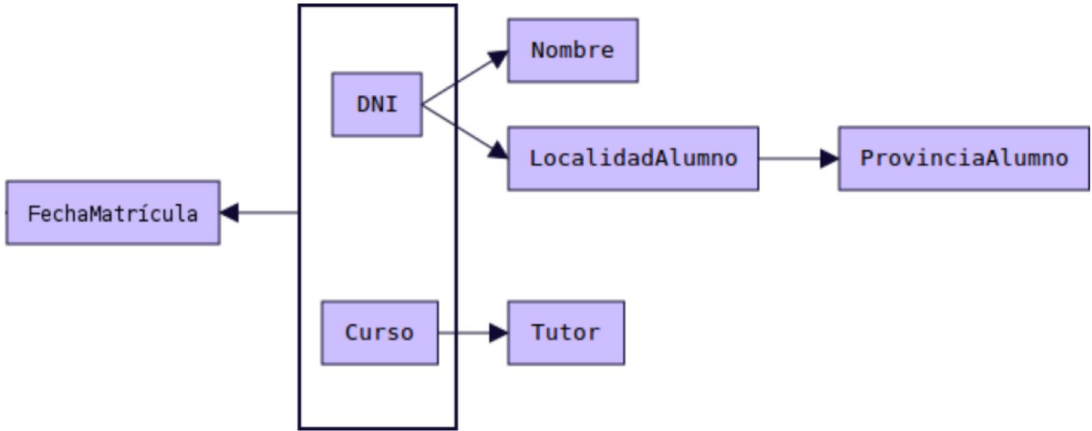 Nombre
DNI
LocalidadAlumno
ProvinciaAlumno
FechaMatrícula
Curso
Tutor